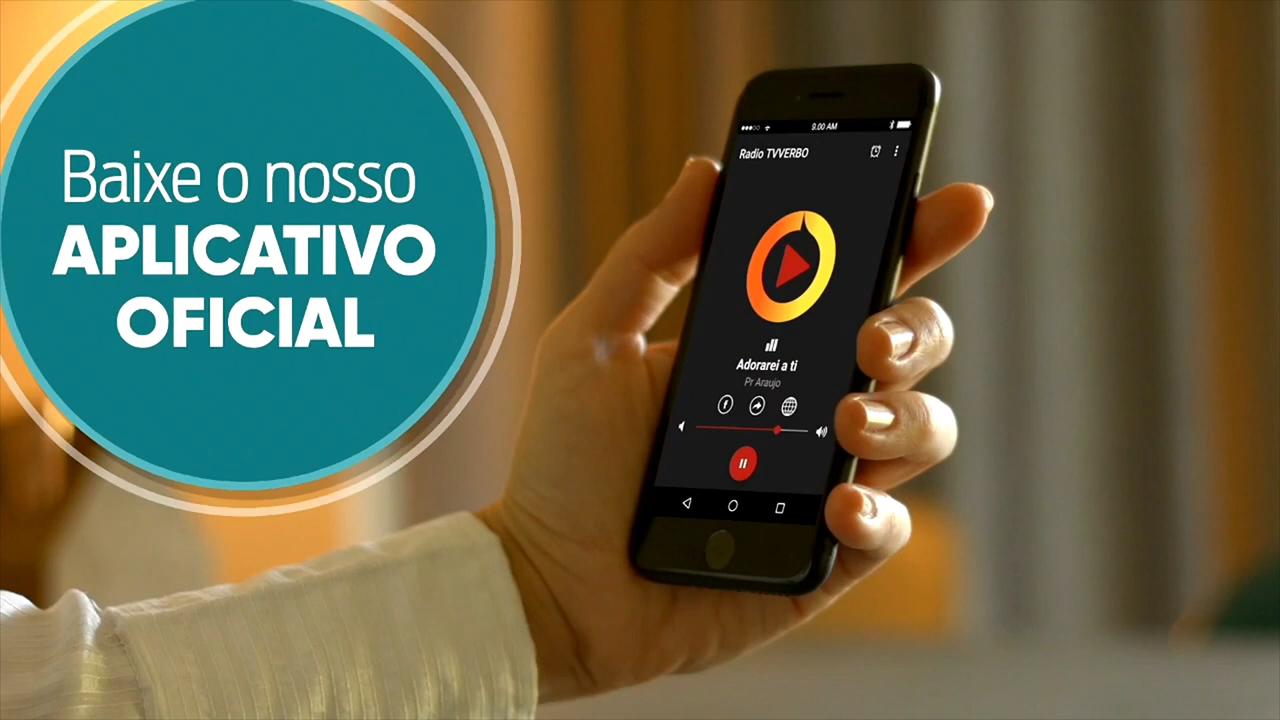 Baixe o nosso
APLICATIVO
OFICIAL
9.00 AM
Radio TVVERBO
Adorarei a ti
Pr Araujo